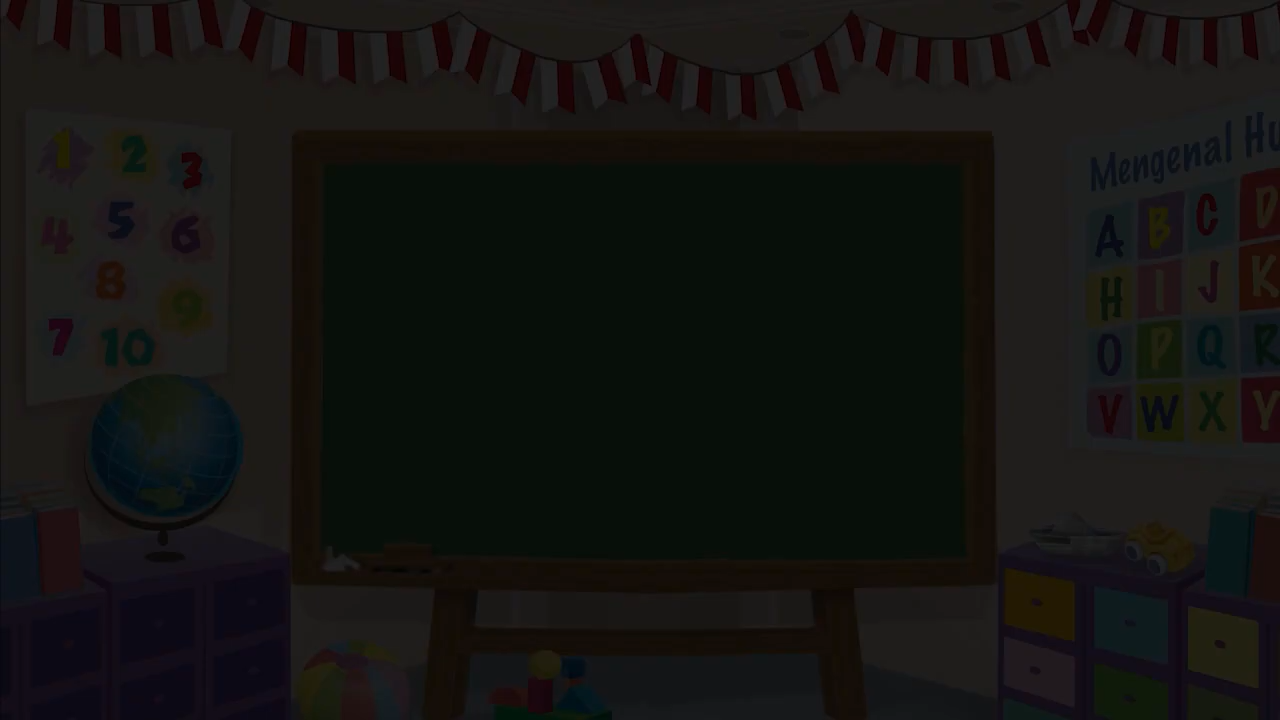 1 2 3
4 5 6
8 9
7 10
Mengenal Hu
A B C D
H I J K
O P Q R
V W X Y